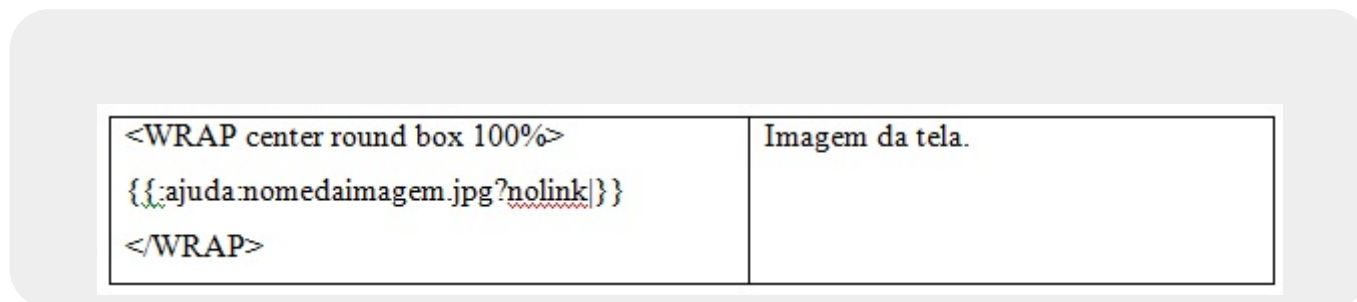 <WRAP center round box 100%>
{{:ajuda:nomedaimagem.jpg?nolink|}}
</WRAP>
Imagem da tela.